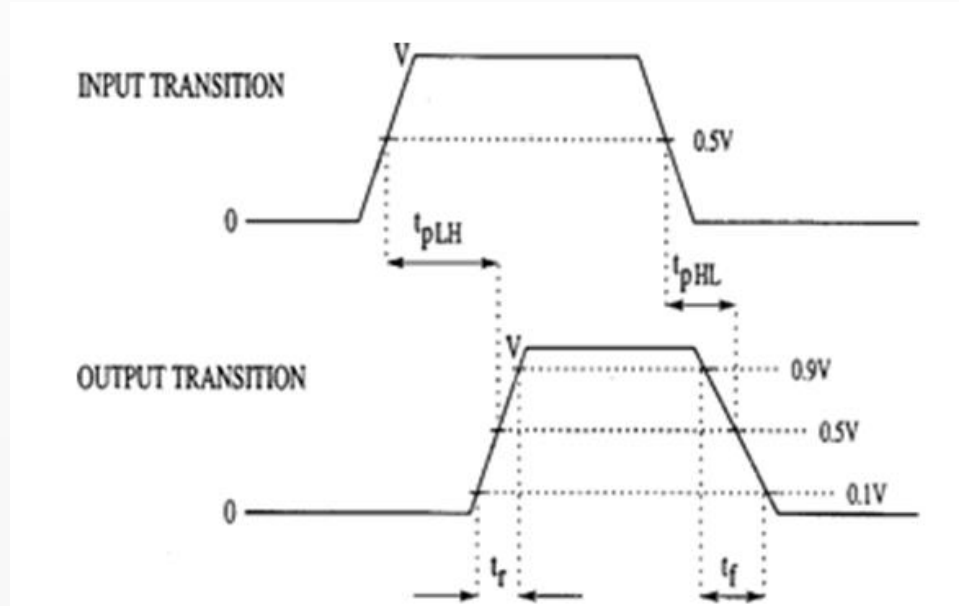 V
INPUT TRANSITION
0.5V
0
tpLH
tpHL
V
OUTPUT TRANSITION
0.9V
0.5V
0.1V
0
tr
tf